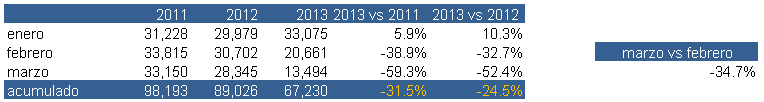 2011 2012 2013 2013 vs 2011 2013 vs 2012
enero 31,228 29,979 33,075 5.9% 10.3%
febrero 33,815 30,702 20,661 -38.9% -32.7%
marzo 33,150 28,345 13,494 -59.3% -52.4%
acumulado 98,193 89,026 67,230 -31.5% -24.5%
marzo vs febrero
-34.7%